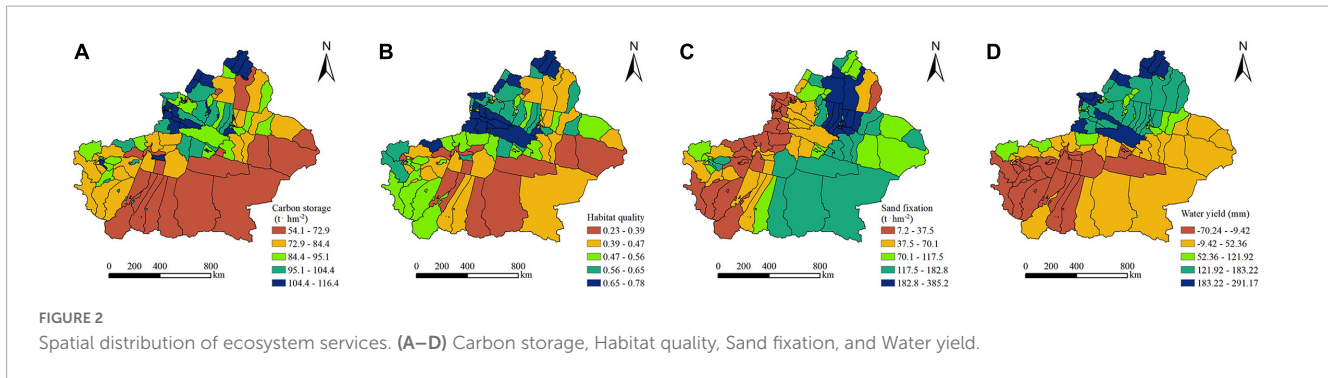 A
N
Carbon storage
(t · hm⁻²)
54.1 - 72.9
72.9 - 84.4
84.4 - 95.1
95.1 - 104.4
104.4 - 116.4
0 200 400 800
km
B
N
Habitat quality
0.23 - 0.39
0.39 - 0.47
0.47 - 0.56
0.56 - 0.65
0.65 - 0.78
0 200 400 800
km
C
N
Sand fixation
(t · hm⁻²)
7.2 - 37.5
37.5 - 70.1
70.1 - 117.5
117.5 - 182.8
182.8 - 385.2
0 200 400 800
km
D
N
Water yield (mm)
-70.24 - -9.42
-9.42 - 52.36
52.36 - 121.92
121.92 - 183.22
183.22 - 291.17
0 200 400 800
km
FIGURE 2
Spatial distribution of ecosystem services. (A–D) Carbon storage, Habitat quality, Sand fixation, and Water yield.